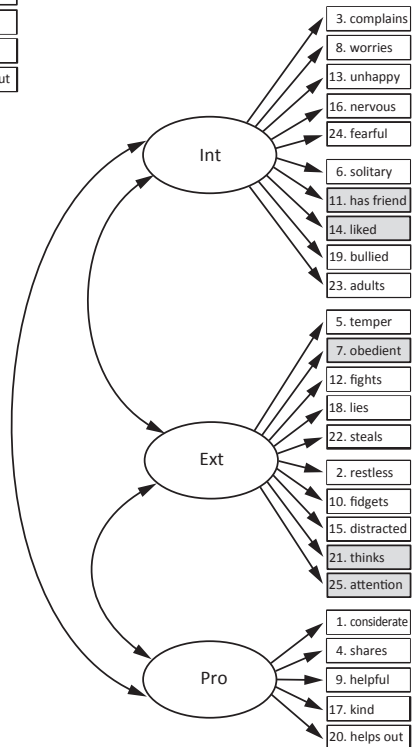 ut
3. complains
8. worries
13. unhappy
16. nervous
24. fearful
Int
6. solitary
11. has friend
14. liked
19. bullied
23. adults
5. temper
7. obedient
12. fights
18. lies
22. steals
Ext
2. restless
10. fidgets
15. distracted
21. thinks
25. attention
1. considerate
4. shares
Pro
9. helpful
17. kind
20. helps out